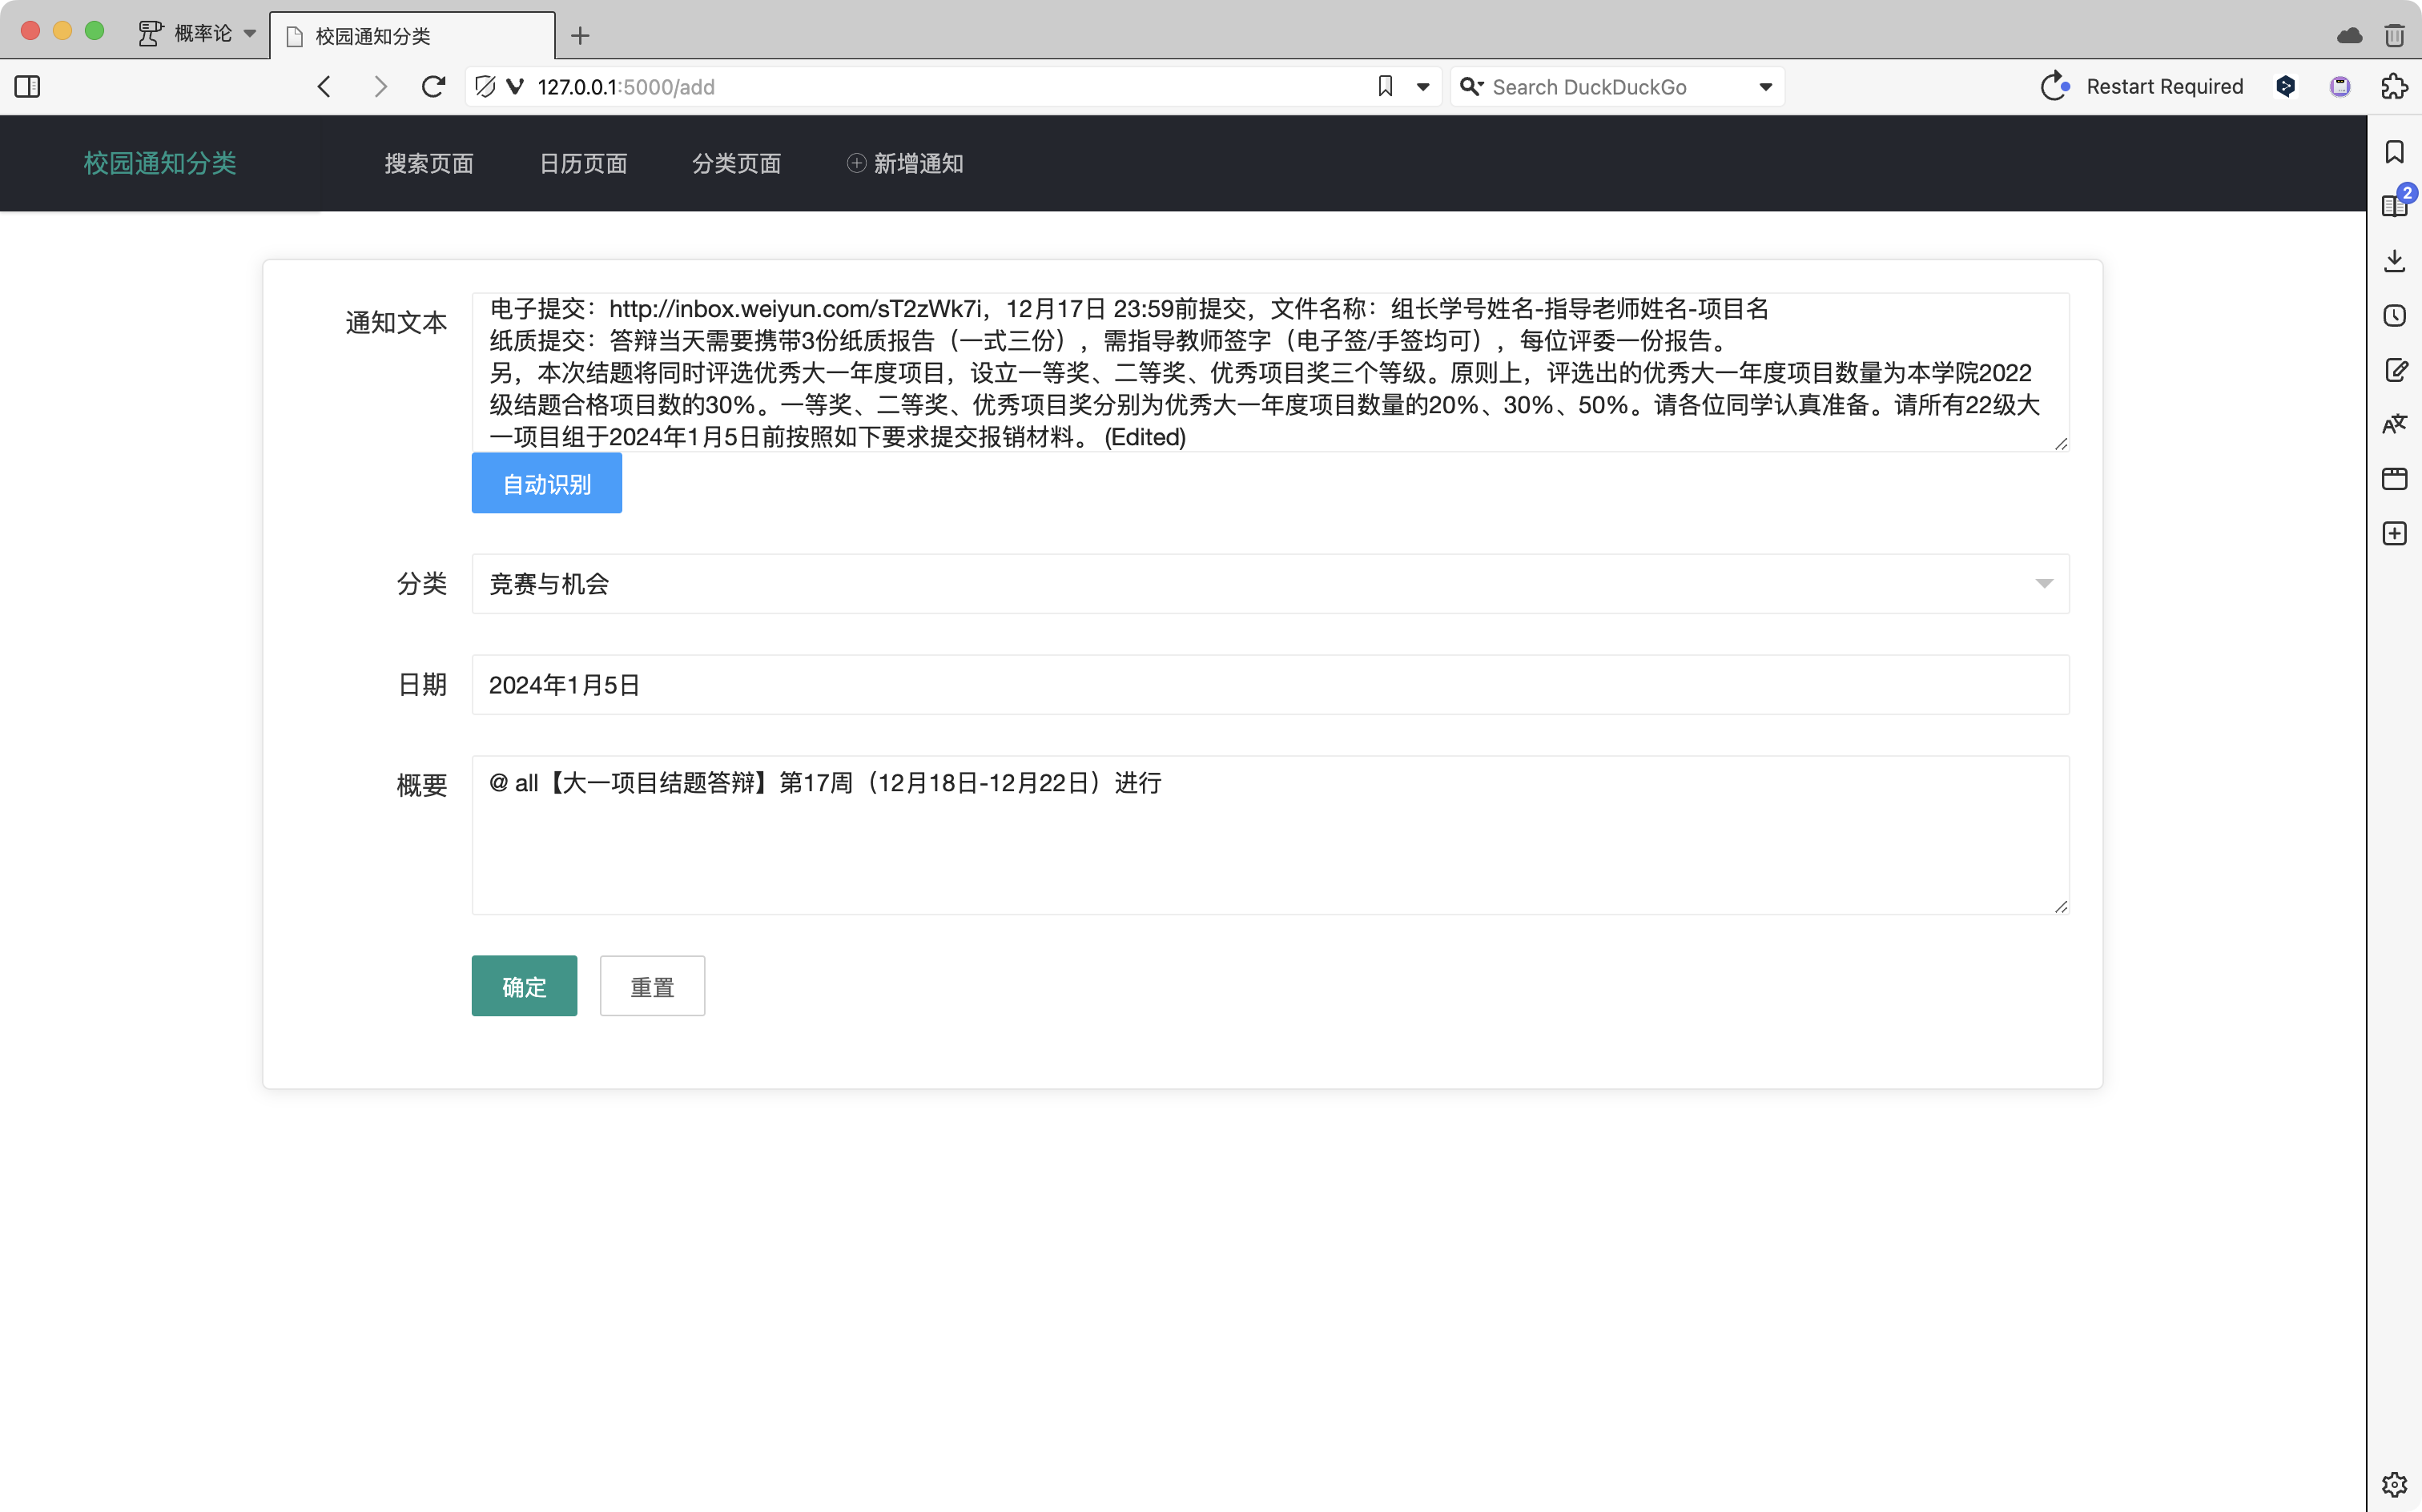 概率论
校园通知分类
127.0.0.1:5000/add
Search DuckDuckGo
Restart Required
2
校园通知分类
搜索页面
日历页面
分类页面
新增通知
通知文本
电子提交：http://inbox.weiyun.com/sT2zWk7i，12月17日 23:59前提交，文件名称：组长学号姓名-指导老师姓名-项目名
纸质提交：答辩当天需要携带3份纸质报告（一式三份），需指导教师签字（电子签/手签均可），每位评委一份报告。
另，本次结题将同时评选优秀大一年度项目，设立一等奖、二等奖、优秀项目奖三个等级。原则上，评选出的优秀大一年度项目数量为本学院2022
级结题合格项目数的30%。一等奖、二等奖、优秀项目奖分别为优秀大一年度项目数量的20%、30%、50%。请各位同学认真准备。请所有22级大
一项目组于2024年1月5日前按照如下要求提交报销材料。 (Edited)
自动识别
分类
竞赛与机会
日期
2024年1月5日
概要
@ all【大一项目结题答辩】第17周（12月18日-12月22日）进行
确定
重置